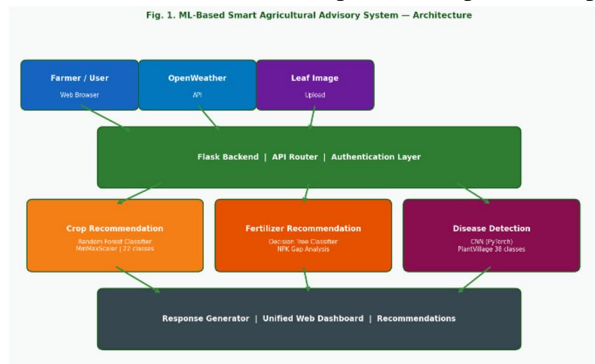 Fig. 1. ML-Based Smart Agricultural Advisory System — Architecture
Farmer / User
Web Browser
OpenWeather
API
Leaf Image
Upload
Flask Backend | API Router | Authentication Layer
Crop Recommendation
Random Forest Classifier
MinMaxScaler | 22 classes
Fertilizer Recommendation
Decision Tree Classifier
NPK Gap Analysis
Disease Detection
CNN (PyTorch)
PlantVillage 38 classes
Response Generator | Unified Web Dashboard | Recommendations